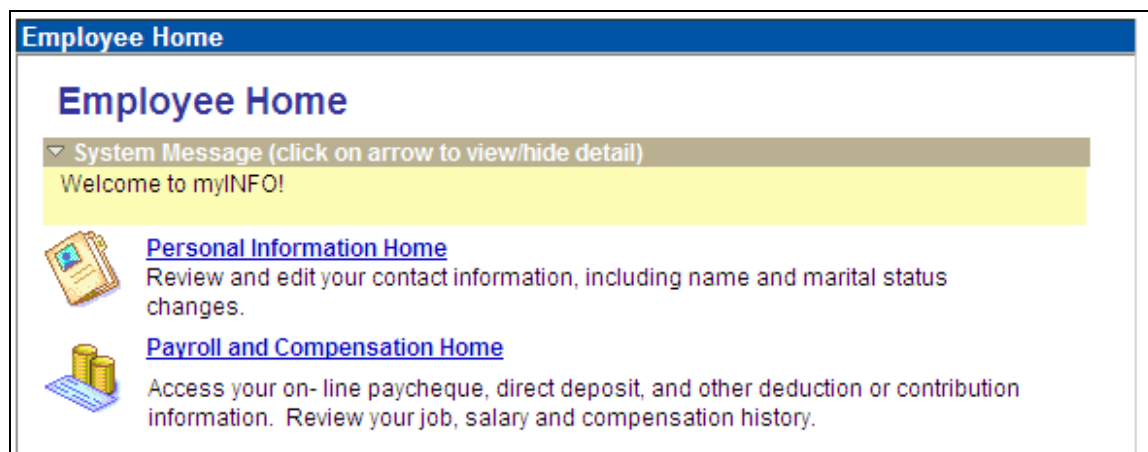 Employee Home
Employee Home
System Message (click on arrow to view/hide detail)
Welcome to myINFO!
Personal Information Home
Review and edit your contact information, including name and marital status
changes.
Payroll and Compensation Home
Access your on- line paycheque, direct deposit, and other deduction or contribution
information.  Review your job, salary and compensation history.